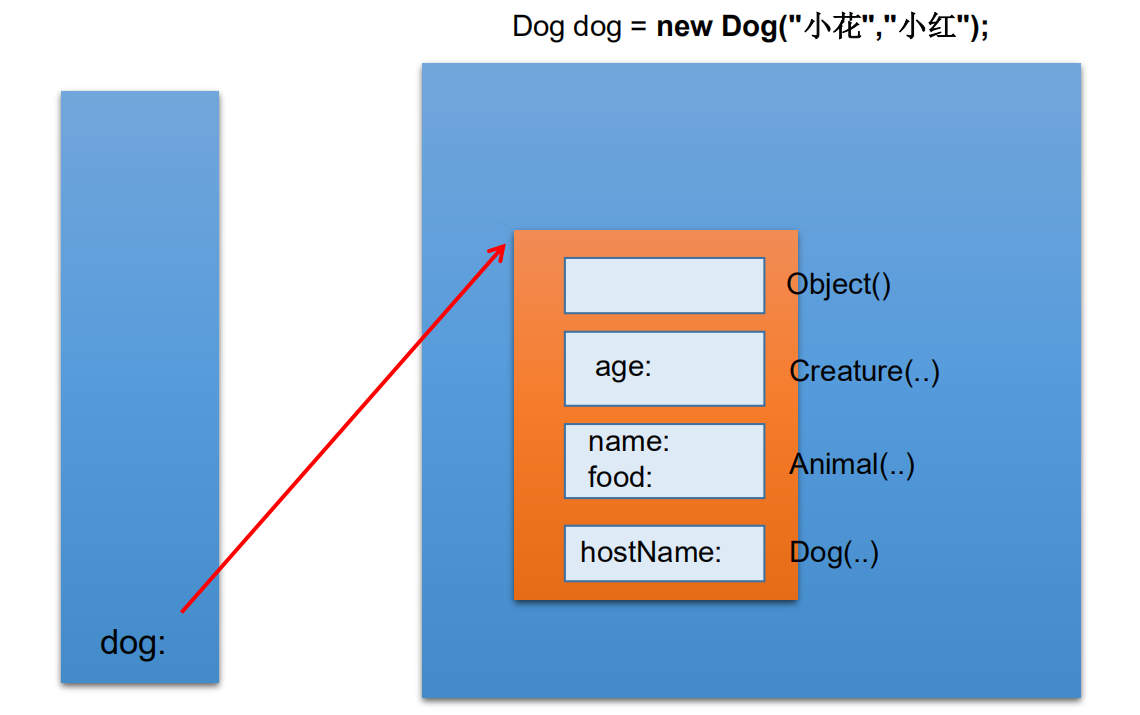 Dog dog = new Dog("小花","小红");
Object()
age:
Creature(..)
name:
food:
Animal(..)
hostName:
Dog(..)
dog: